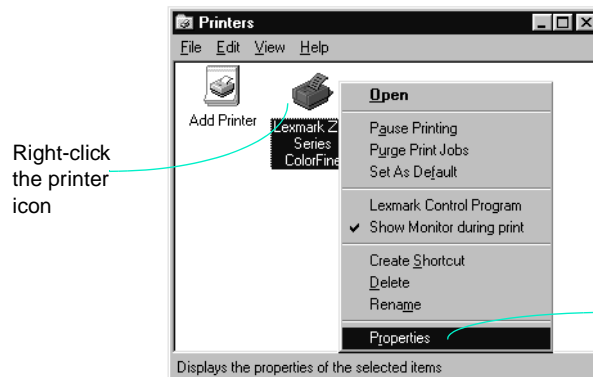 Printers
File Edit View Help
Add Printer
Lexmark Z
Series
ColorFine
Open
Pause Printing
Purge Print Jobs
Set As Default
Lexmark Control Program
Show Monitor during print
Create Shortcut
Delete
Rename
Properties
Displays the properties of the selected items
Right-click
the printer
icon